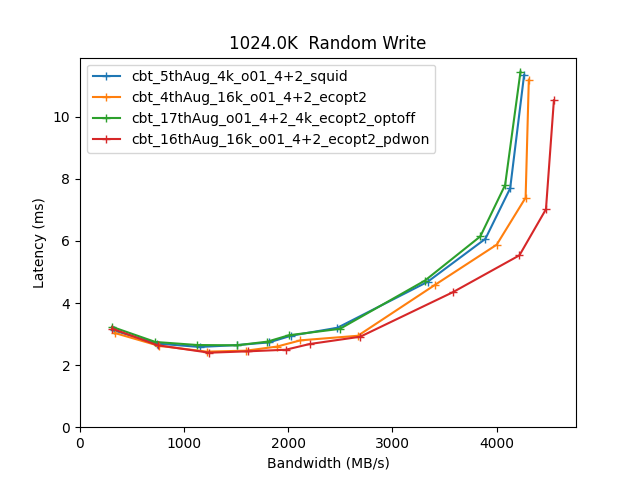 1024.0K  Random Write
cbt_5thAug_4k_o01_4+2_squid
cbt_4thAug_16k_o01_4+2_ecopt2
cbt_17thAug_o01_4+2_4k_ecopt2_optoff
cbt_16thAug_16k_o01_4+2_ecopt2_pdwon
10
8
6
4
2
0
Latency (ms)
0 1000 2000 3000 4000
Bandwidth (MB/s)